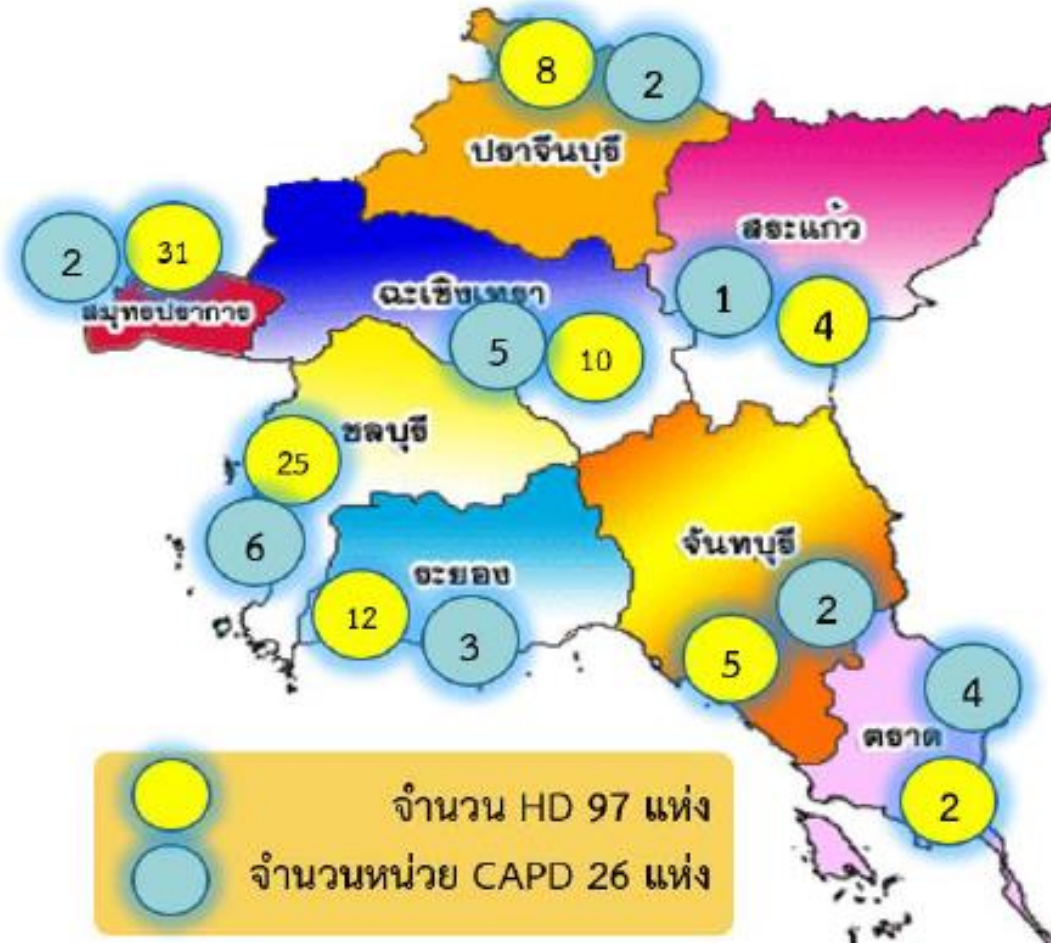 8
2
ปราจีนบุรี
สระแก้ว
2
31
สมุทรปราการ
ฉะเชิงเทรา
1
4
5
10
ชลบุรี
25
6
จันทบุรี
ระยอง
12
3
2
5
4
ตราด
2
จำนวน HD 97 แห่ง
จำนวนหน่วย CAPD 26 แห่ง